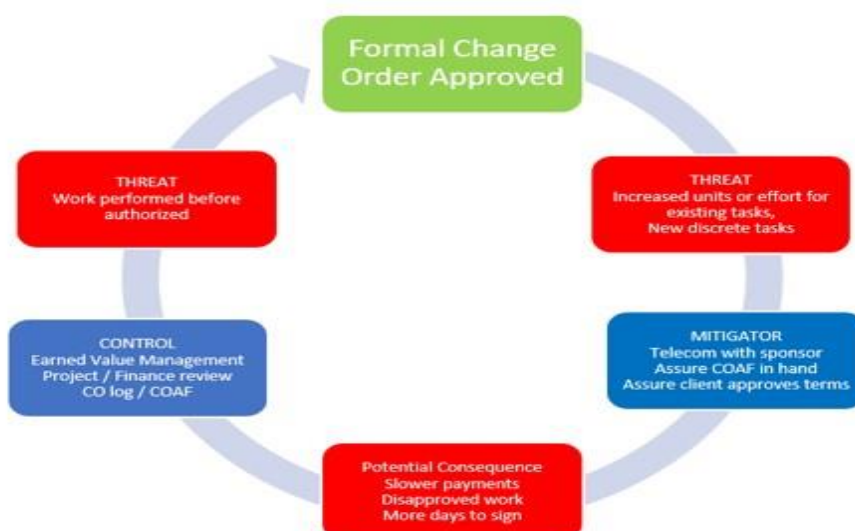 Formal Change
Order Approved
THREAT
Increased units or effort for
existing tasks,
New discrete tasks
MITIGATOR
Telecom with sponsor
Assure COAF in hand
Assure client approves terms
Potential Consequence
Slower payments
Disapproved work
More days to sign
CONTROL
Earned Value Management
Project / Finance review
CO log / COAF
THREAT
Work performed before
authorized